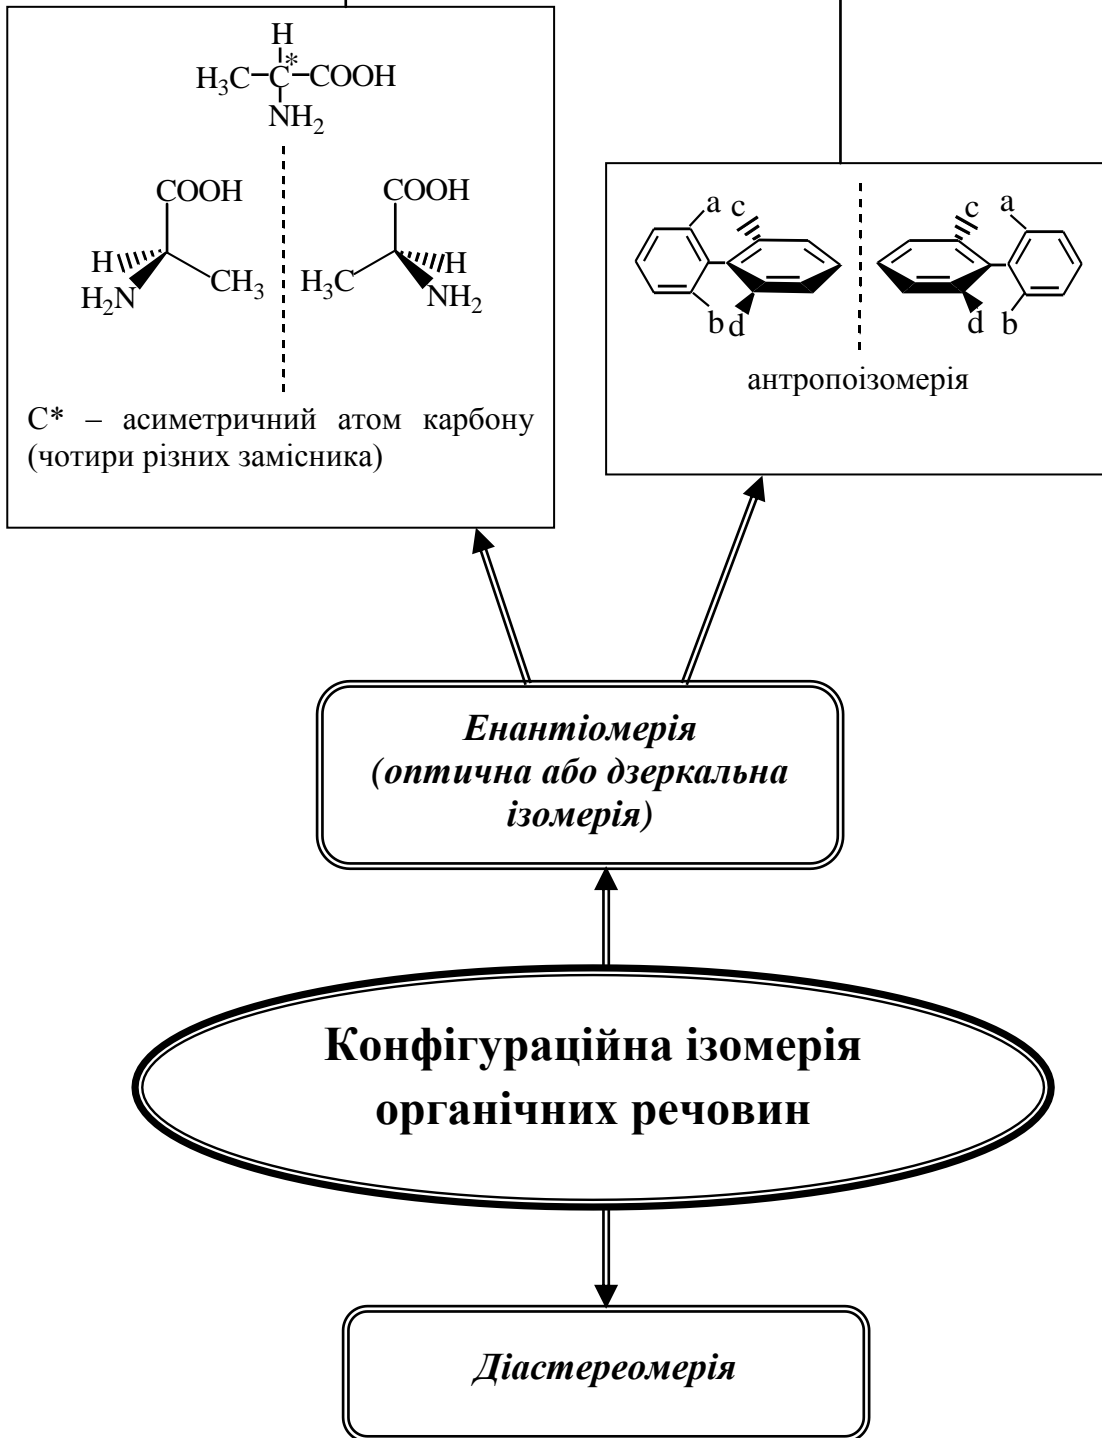 H
H₃C–C*–COOH
NH₂
COOH
H
H₂N
CH₃
COOH
H₃C
H
NH₂
C* – асиметричний атом карбону
(чотири різних замісника)
a c
b d
c a
d b
антропоізомерія
Енантіомерія
(оптична або дзеркальна
ізомерія)
Конфігураційна ізомерія
органічних речовин
Діастереомерія